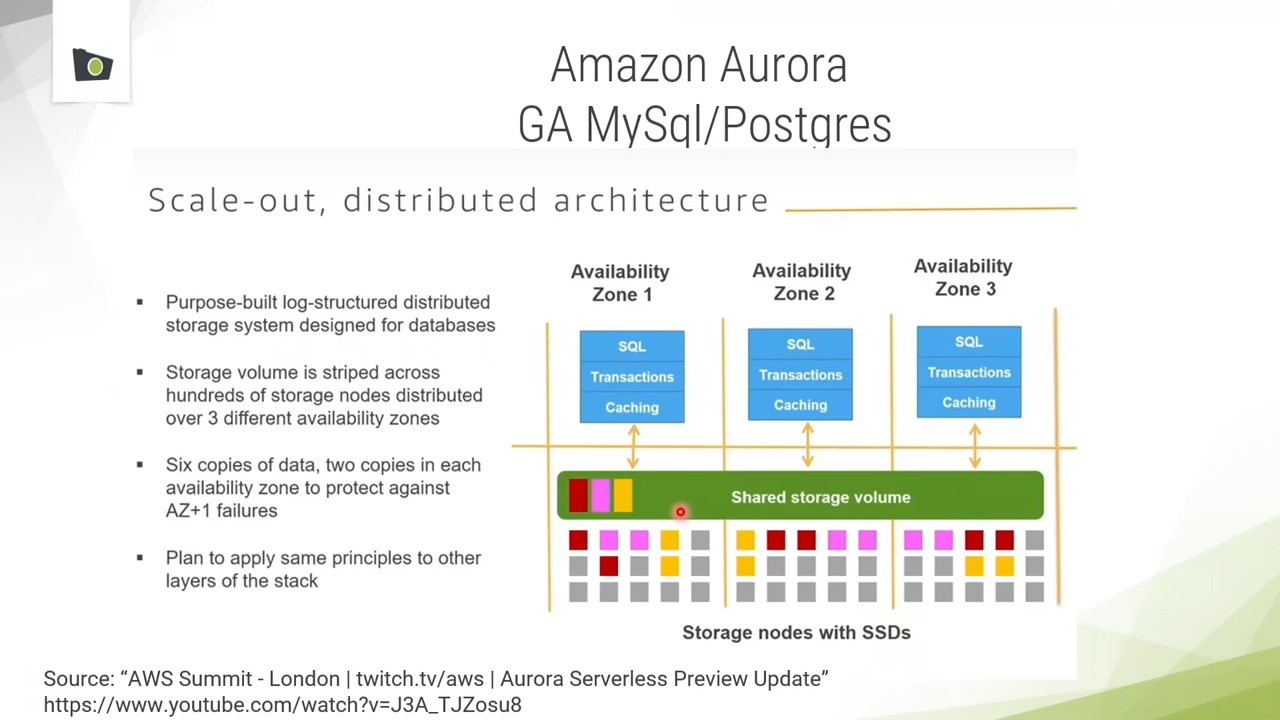 Amazon Aurora
GA MySql/Postgres
Scale-out, distributed architecture
▪ Purpose-built log-structured distributed
storage system designed for databases
▪ Storage volume is striped across
hundreds of storage nodes distributed
over 3 different availability zones
▪ Six copies of data, two copies in each
availability zone to protect against
AZ+1 failures
▪ Plan to apply same principles to other
layers of the stack
Availability
Zone 1
SQL
Transactions
Caching
Availability
Zone 2
SQL
Transactions
Caching
Availability
Zone 3
SQL
Transactions
Caching
Shared storage volume
Storage nodes with SSDs
Source: “AWS Summit - London | twitch.tv/aws | Aurora Serverless Preview Update”
https://www.youtube.com/watch?v=J3A_TJZosu8